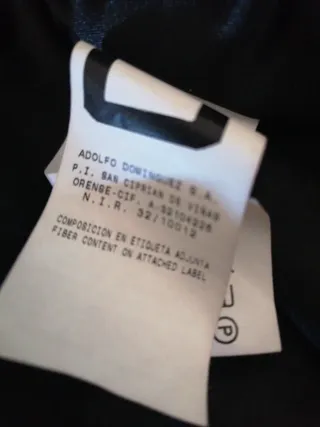 ADOLFO DOMINGUEZ S.A.
P.I. SAN CIPRIAN DE VIÑAS
ORENSE-CIF. A.32104226
N.I.R. 32/10012
COMPOSICION EN ETIQUETA ADJUNTA
FIBER CONTENT ON ATTACHED LABEL
P